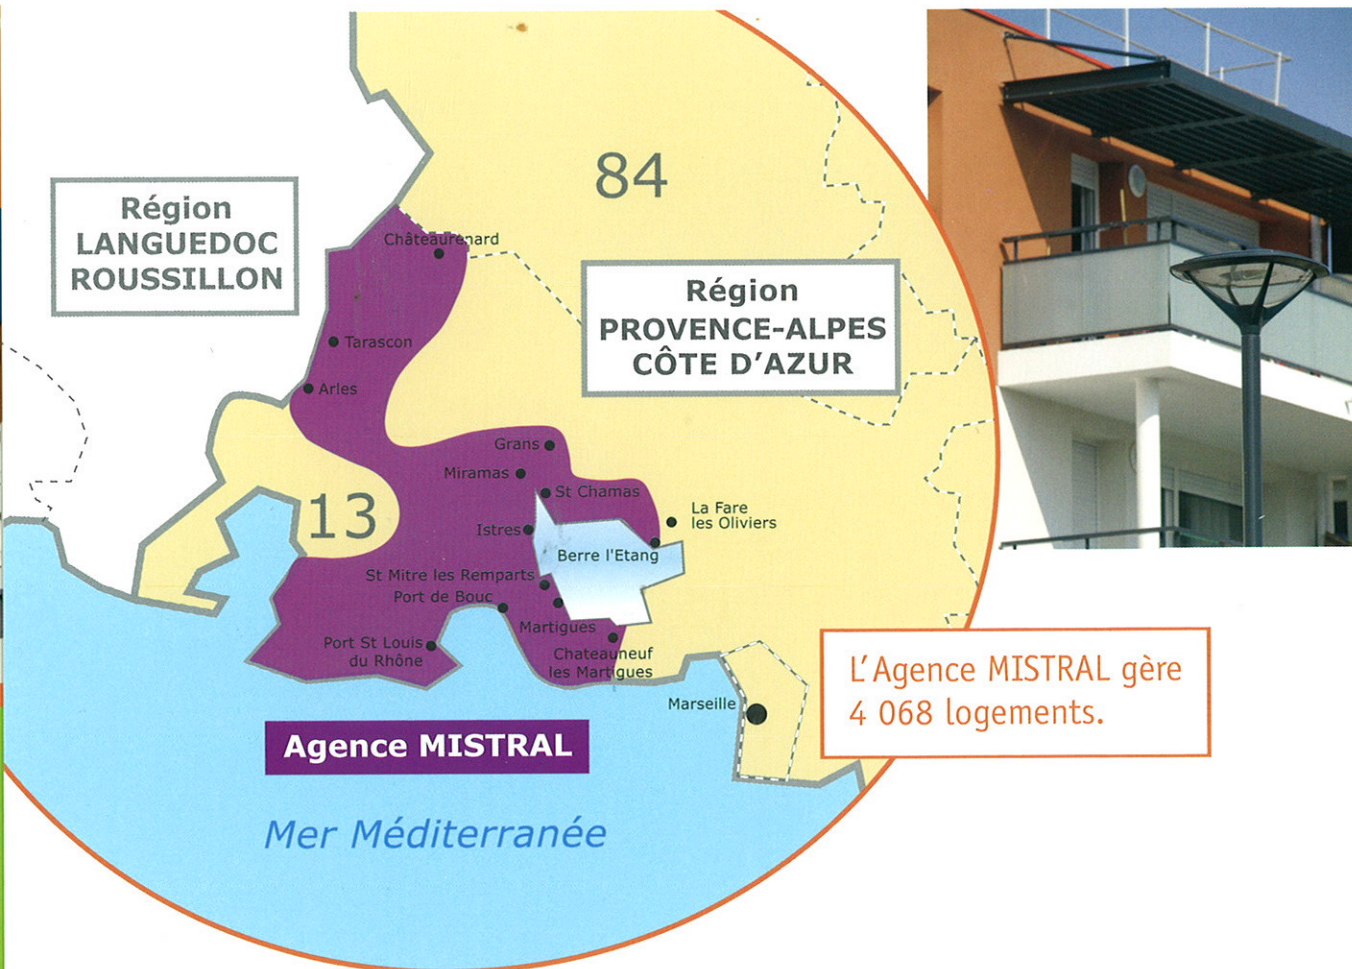 84
Région
LANGUEDOC
ROUSSILLON
Châteaurenard
Région
PROVENCE-ALPES
CÔTE D'AZUR
Tarascon
Arles
Grans
Miramas
St Chamas
13
La Fare
les Oliviers
Istres
Berre l'Etang
St Mitre les Remparts
Port de Bouc
Martigues
Port St Louis
du Rhône
Chateauneuf
les Martigues
Marseille
L'Agence MISTRAL gère
4 068 logements.
Agence MISTRAL
Mer Méditerranée